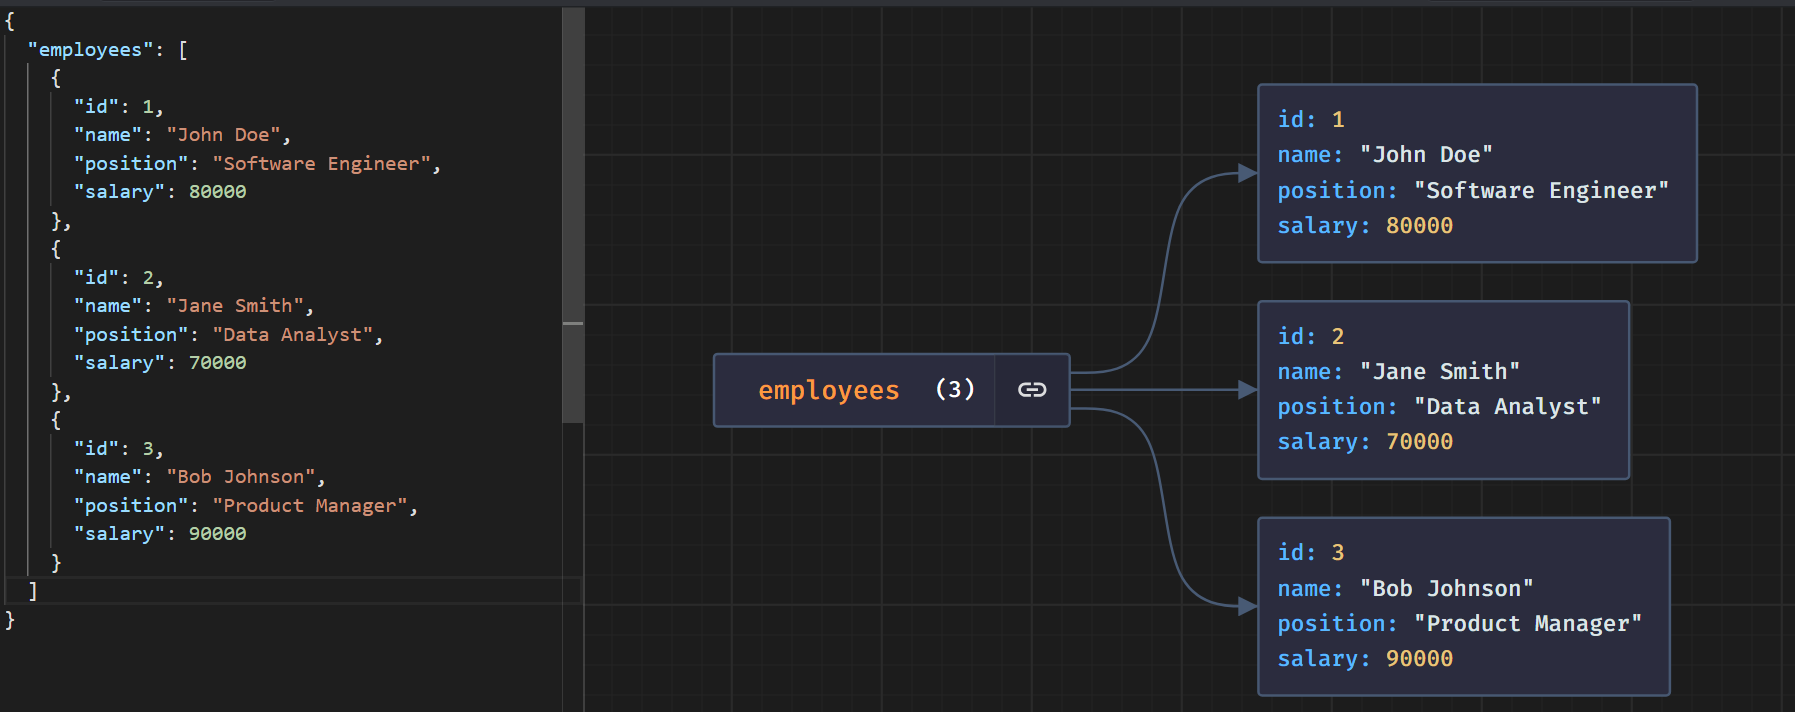 {
  "employees": [
    {
      "id": 1,
      "name": "John Doe",
      "position": "Software Engineer",
      "salary": 80000
    },
    {
      "id": 2,
      "name": "Jane Smith",
      "position": "Data Analyst",
      "salary": 70000
    },
    {
      "id": 3,
      "name": "Bob Johnson",
      "position": "Product Manager",
      "salary": 90000
    }
  ]
}
employees (3)
id: 1
name: "John Doe"
position: "Software Engineer"
salary: 80000
id: 2
name: "Jane Smith"
position: "Data Analyst"
salary: 70000
id: 3
name: "Bob Johnson"
position: "Product Manager"
salary: 90000